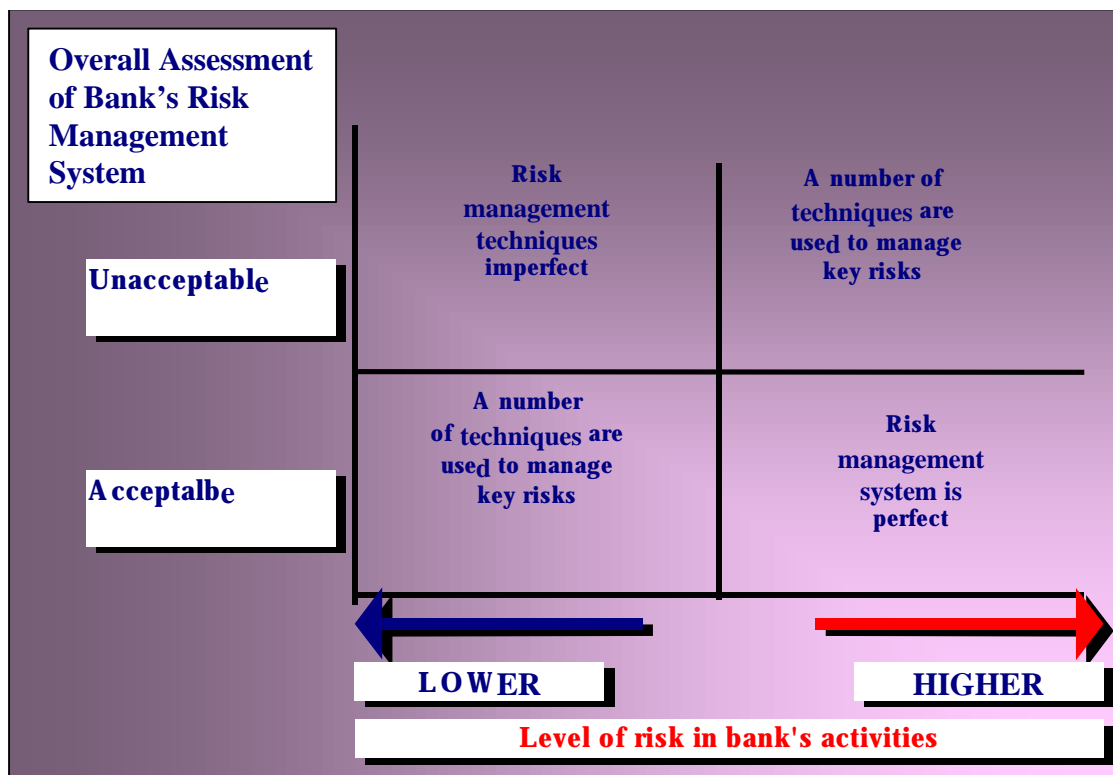 Overall Assessment
of Bank's Risk
Management
System
Risk
management
techniques
imperfect
A number of
techniques are
used to manage
key risks
Unacceptable
A number
of techniques are
used to manage
key risks
Risk
management
system is
perfect
Acceptalbe
LOWER
HIGHER
Level of risk in bank's activities